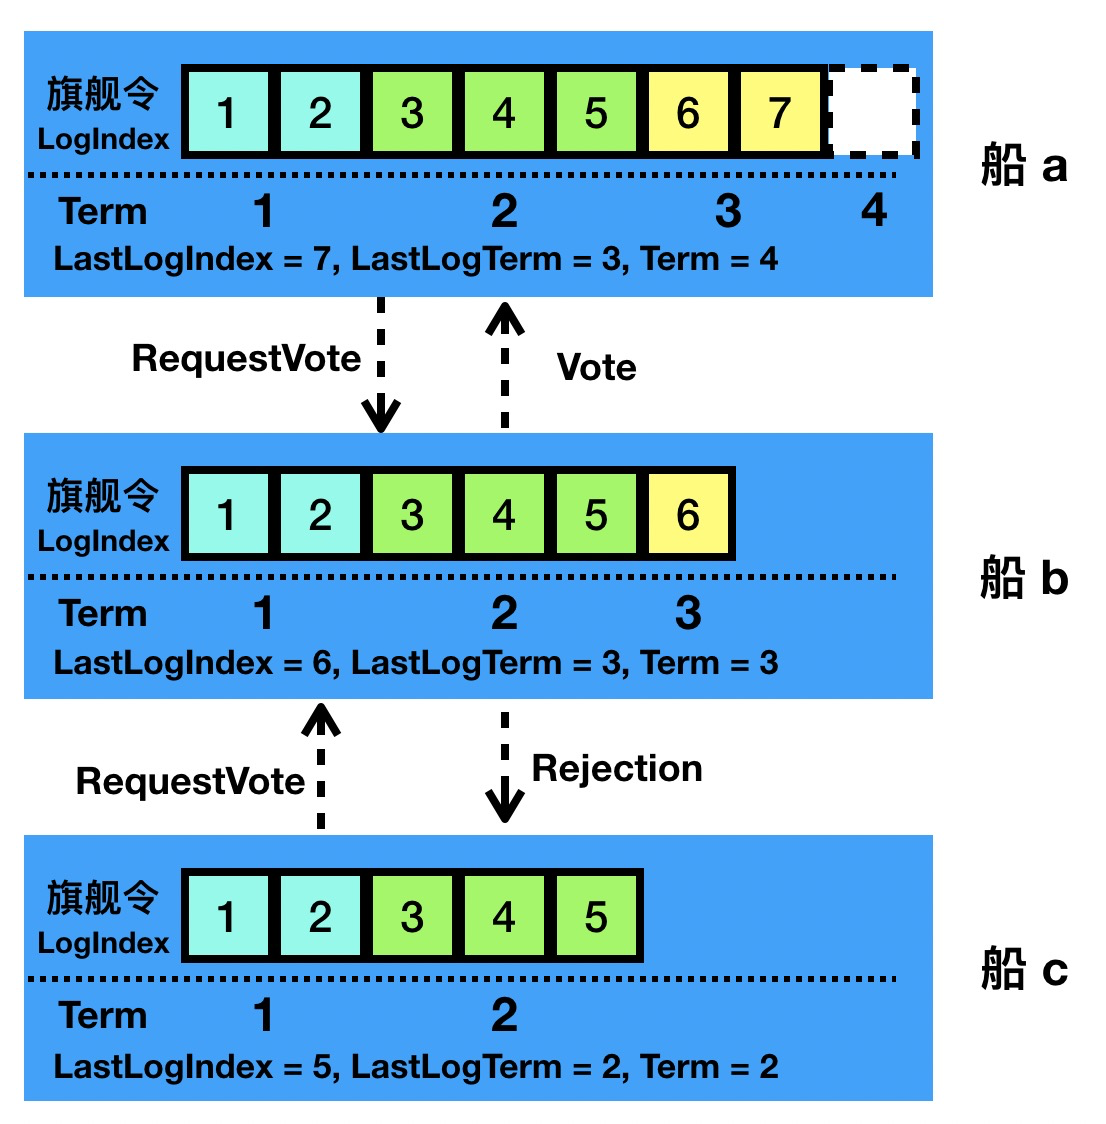 旗舰令 1 2 3 4 5 6 7
LogIndex
船 a
Term 1 2 3 4
LastLogIndex = 7, LastLogTerm = 3, Term = 4
RequestVote Vote
旗舰令 1 2 3 4 5 6
LogIndex
船 b
Term 1 2 3
LastLogIndex = 6, LastLogTerm = 3, Term = 3
RequestVote Rejection
旗舰令 1 2 3 4 5
LogIndex
船 c
Term 1 2
LastLogIndex = 5, LastLogTerm = 2, Term = 2